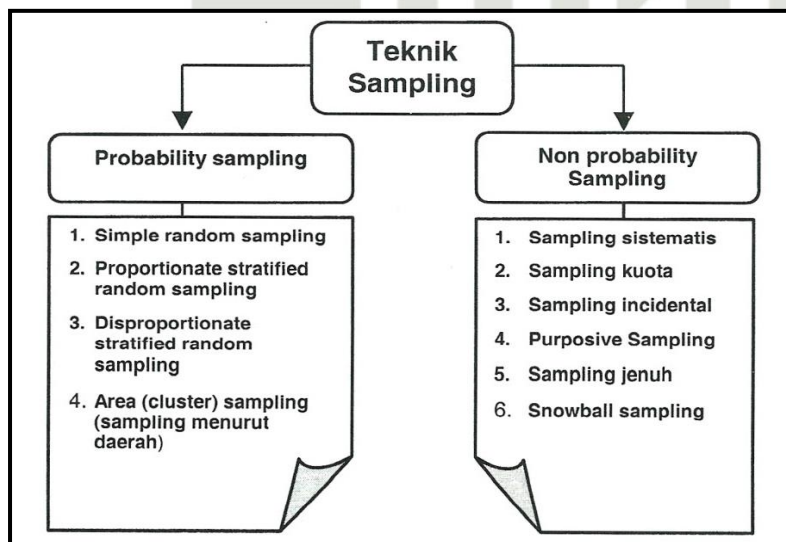 Teknik
Sampling
Probability sampling
1. Simple random sampling
2. Proportionate stratified
random sampling
3. Disproportionate
stratified random
sampling
4. Area (cluster) sampling
(sampling menurut
daerah)
Non probability
Sampling
1. Sampling sistematis
2. Sampling kuota
3. Sampling incidental
4. Purposive Sampling
5. Sampling jenuh
6. Snowball sampling